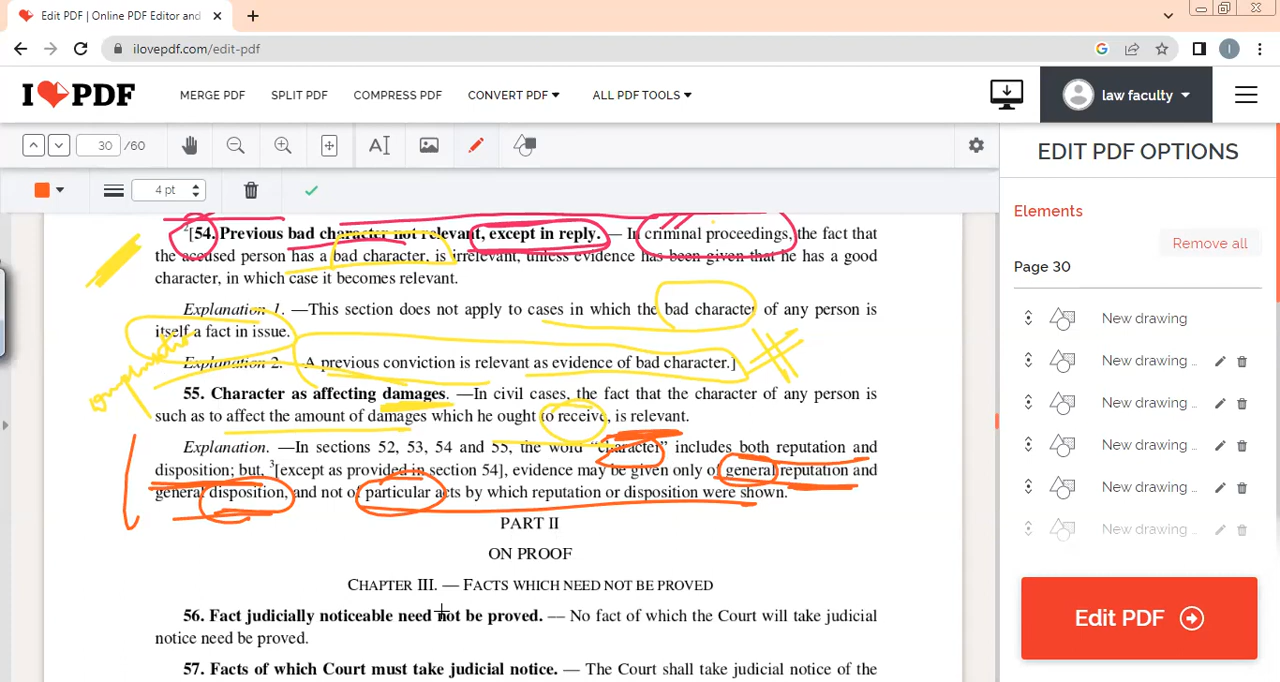 Edit PDF | Online PDF Editor and
ilovepdf.com/edit-pdf
I PDF MERGE PDF SPLIT PDF COMPRESS PDF CONVERT PDF ALL PDF TOOLS law faculty
30 /60
4 pt
EDIT PDF OPTIONS
Elements
Remove all
Page 30
New drawing
New drawing ...
New drawing ...
New drawing ...
New drawing ...
New drawing ...
Edit PDF
2[54. Previous bad character not relevant, except in reply. — In criminal proceedings, the fact that
the accused person has a bad character, is irrelevant, unless evidence has been given that he has a good
character, in which case it becomes relevant.
Explanation 1. —This section does not apply to cases in which the bad character of any person is
itself a fact in issue.
Explanation 2. —A previous conviction is relevant as evidence of bad character.]
55. Character as affecting damages. —In civil cases, the fact that the character of any person is
such as to affect the amount of damages which he ought to receive, is relevant.
Explanation. —In sections 52, 53, 54 and 55, the word “character” includes both reputation and
disposition; but, 3[except as provided in section 54], evidence may be given only of general reputation and
general disposition, and not of particular acts by which reputation or disposition were shown.
PART II
ON PROOF
CHAPTER III. — FACTS WHICH NEED NOT BE PROVED
56. Fact judicially noticeable need not be proved. –– No fact of which the Court will take judicial
notice need be proved.
57. Facts of which Court must take judicial notice. — The Court shall take judicial notice of the